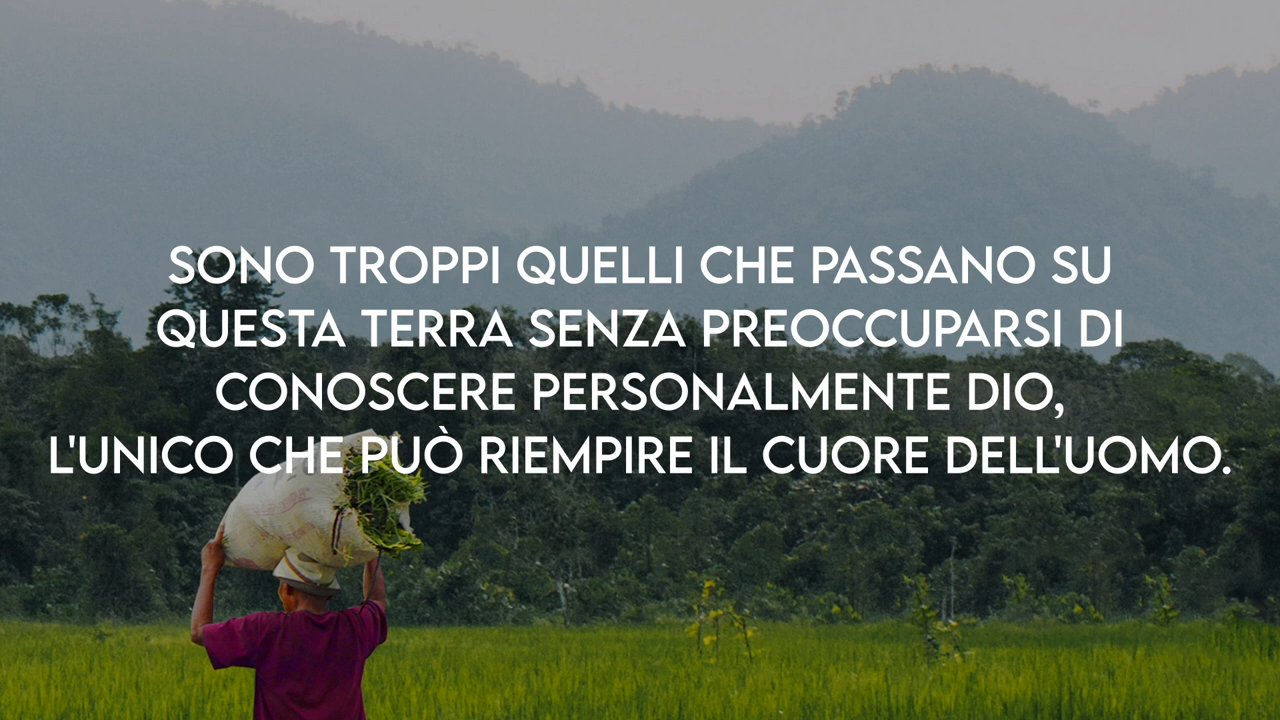 SONO TROPPI QUELLI CHE PASSANO SU
QUESTA TERRA SENZA PREOCCUPARSI DI
CONOSCERE PERSONALMENTE DIO,
L'UNICO CHE PUÒ RIEMPIRE IL CUORE DELL'UOMO.